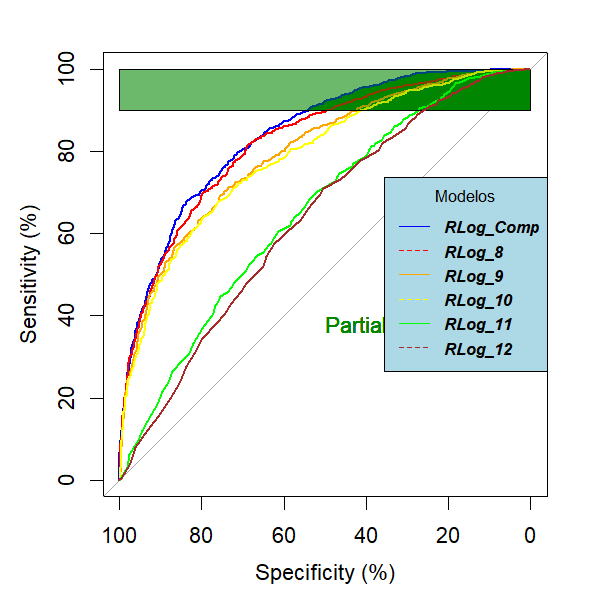 100
80
60
40
20
0
Sensitivity (%)
Partial
Modelos
RLog_Comp
RLog_8
RLog_9
RLog_10
RLog_11
RLog_12
100 80 60 40 20 0
Specificity (%)